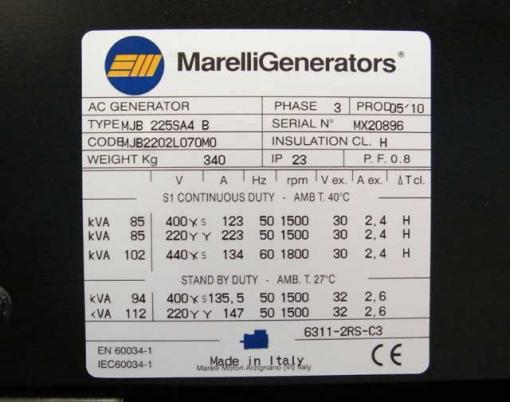 MarelliGenerators®
AC GENERATOR PHASE 3 PROD.05/10
TYPE MJB 225SA4 B SERIAL N° MX20896
CODE MJB2202L070M0 INSULATION CL. H
WEIGHT Kg 340 IP 23 P. F. 0.8
V A Hz rpm V ex. A ex. ΔT cl.
S1 CONTINUOUS DUTY - AMB T. 40°C
kVA 85 400 Y s 123 50 1500 30 2,4 H
kVA 85 220 Y Y 223 50 1500 30 2,4 H
kVA 102 440 Y s 134 60 1800 30 2,4 H
STAND BY DUTY - AMB. T. 27°C
kVA 94 400 Y s 135,5 50 1500 32 2,6
kVA 112 220 Y Y 147 50 1500 32 2,6
6311-2RS-C3
EN 60034-1
IEC60034-1 Made in Italy CE
Marelli Motori Arzignano (VI) Italy